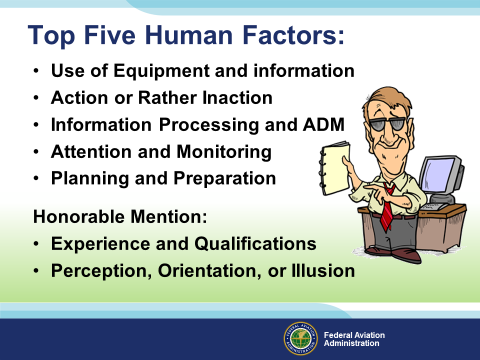 Top Five Human Factors:
• Use of Equipment and information
• Action or Rather Inaction
• Information Processing and ADM
• Attention and Monitoring
• Planning and Preparation
Honorable Mention:
• Experience and Qualifications
• Perception, Orientation, or Illusion
Federal Aviation
Administration